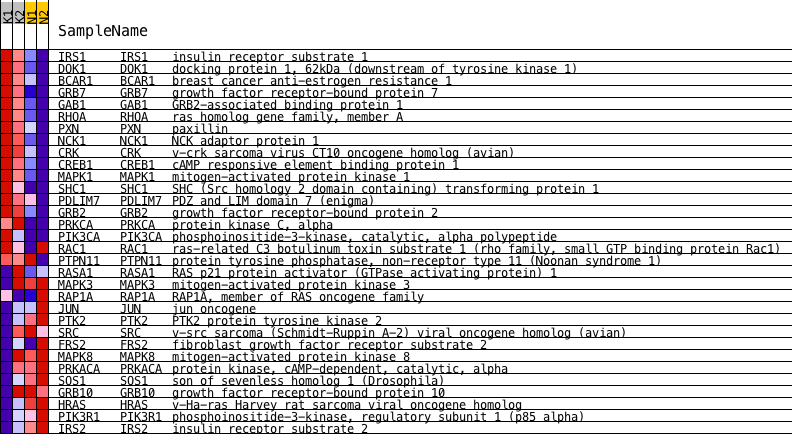 K1 K2 N1 N2
SampleName
IRS1 IRS1 insulin receptor substrate 1
DOK1 DOK1 docking protein 1, 62kDa (downstream of tyrosine kinase 1)
BCAR1 BCAR1 breast cancer anti-estrogen resistance 1
GRB7 GRB7 growth factor receptor-bound protein 7
GAB1 GAB1 GRB2-associated binding protein 1
RHOA RHOA ras homolog gene family, member A
PXN PXN paxillin
NCK1 NCK1 NCK adaptor protein 1
CRK CRK v-crk sarcoma virus CT10 oncogene homolog (avian)
CREB1 CREB1 cAMP responsive element binding protein 1
MAPK1 MAPK1 mitogen-activated protein kinase 1
SHC1 SHC1 SHC (Src homology 2 domain containing) transforming protein 1
PDLIM7 PDLIM7 PDZ and LIM domain 7 (enigma)
GRB2 GRB2 growth factor receptor-bound protein 2
PRKCA PRKCA protein kinase C, alpha
PIK3CA PIK3CA phosphoinositide-3-kinase, catalytic, alpha polypeptide
RAC1 RAC1 ras-related C3 botulinum toxin substrate 1 (rho family, small GTP binding protein Rac1)
PTPN11 PTPN11 protein tyrosine phosphatase, non-receptor type 11 (Noonan syndrome 1)
RASA1 RASA1 RAS p21 protein activator (GTPase activating protein) 1
MAPK3 MAPK3 mitogen-activated protein kinase 3
RAP1A RAP1A RAP1A, member of RAS oncogene family
JUN JUN jun oncogene
PTK2 PTK2 PTK2 protein tyrosine kinase 2
SRC SRC v-src sarcoma (Schmidt-Ruppin A-2) viral oncogene homolog (avian)
FRS2 FRS2 fibroblast growth factor receptor substrate 2
MAPK8 MAPK8 mitogen-activated protein kinase 8
PRKACA PRKACA protein kinase, cAMP-dependent, catalytic, alpha
SOS1 SOS1 son of sevenless homolog 1 (Drosophila)
GRB10 GRB10 growth factor receptor-bound protein 10
HRAS HRAS v-Ha-ras Harvey rat sarcoma viral oncogene homolog
PIK3R1 PIK3R1 phosphoinositide-3-kinase, regulatory subunit 1 (p85 alpha)
IRS2 IRS2 insulin receptor substrate 2